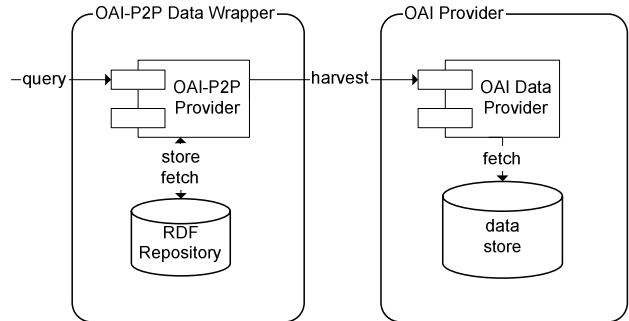 OAI-P2P Data Wrapper
OAI Provider
query
OAI-P2P
Provider
harvest
OAI Data
Provider
store
fetch
fetch
RDF
Repository
data
store